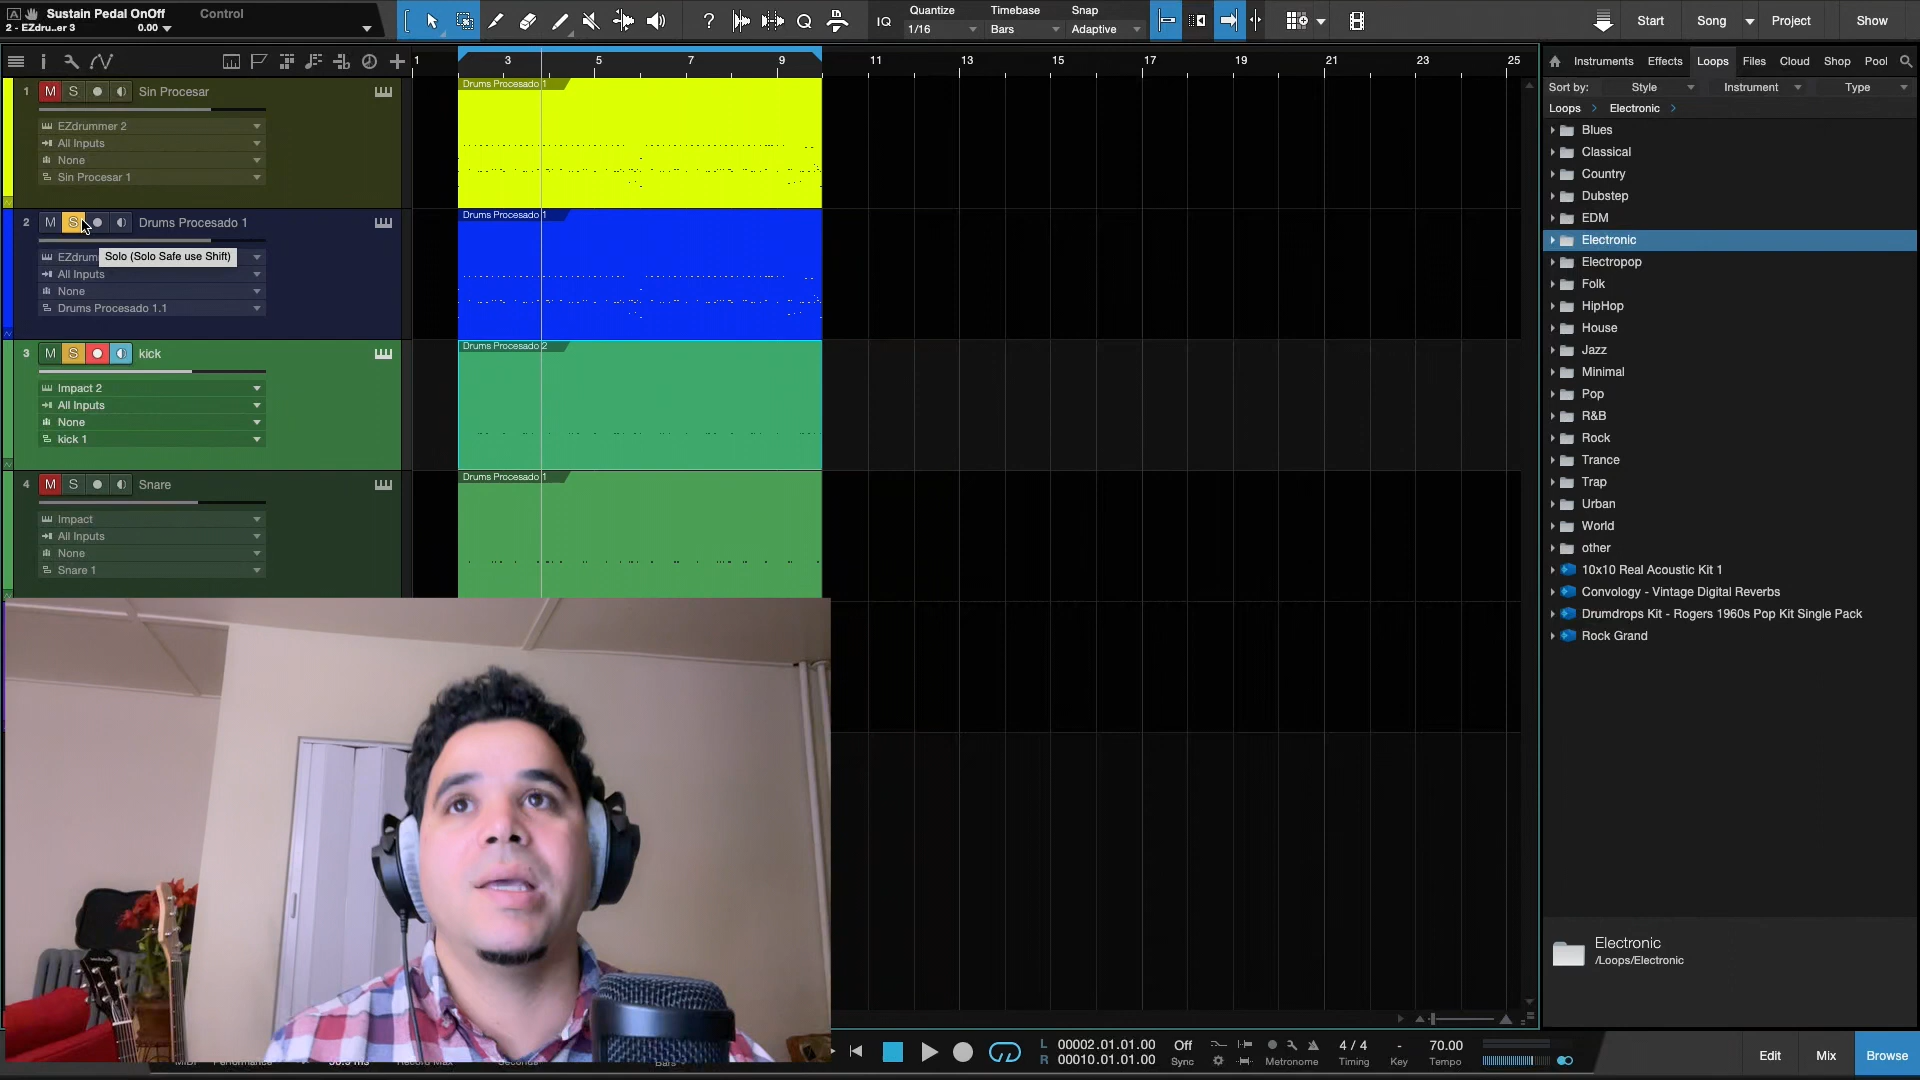 Sustain Pedal OnOff
Control
2 - EZdru..er 3
0.00
IQ
Quantize
Timebase
Snap
1/16
Bars
Adaptive
Start
Song
Project
Show
1
3
5
7
9
11
13
15
17
19
21
23
25
1
M
S
Sin Procesar
EZdrummer 2
All Inputs
None
Sin Procesar 1
Drums Procesado 1
2
M
S
Drums Procesado 1
EZdrum
Solo (Solo Safe use Shift)
All Inputs
None
Drums Procesado 1.1
Drums Procesado 1
3
M
S
kick
Impact 2
All Inputs
None
kick 1
Drums Procesado 2
4
M
S
Snare
Impact
All Inputs
None
Snare 1
Drums Procesado 1
Instruments
Effects
Loops
Files
Cloud
Shop
Pool
Sort by:
Style
Instrument
Type
Loops
Electronic
Blues
Classical
Country
Dubstep
EDM
Electronic
Electropop
Folk
HipHop
House
Jazz
Minimal
Pop
R&B
Rock
Trance
Trap
Urban
World
other
10x10 Real Acoustic Kit 1
Convology - Vintage Digital Reverbs
Drumdrops Kit - Rogers 1960s Pop Kit Single Pack
Rock Grand
Electronic
/Loops/Electronic
L
00002.01.01.00
R
00010.01.01.00
Off
Sync
Metronome
4 / 4
Timing
-
Key
70.00
Tempo
Edit
Mix
Browse